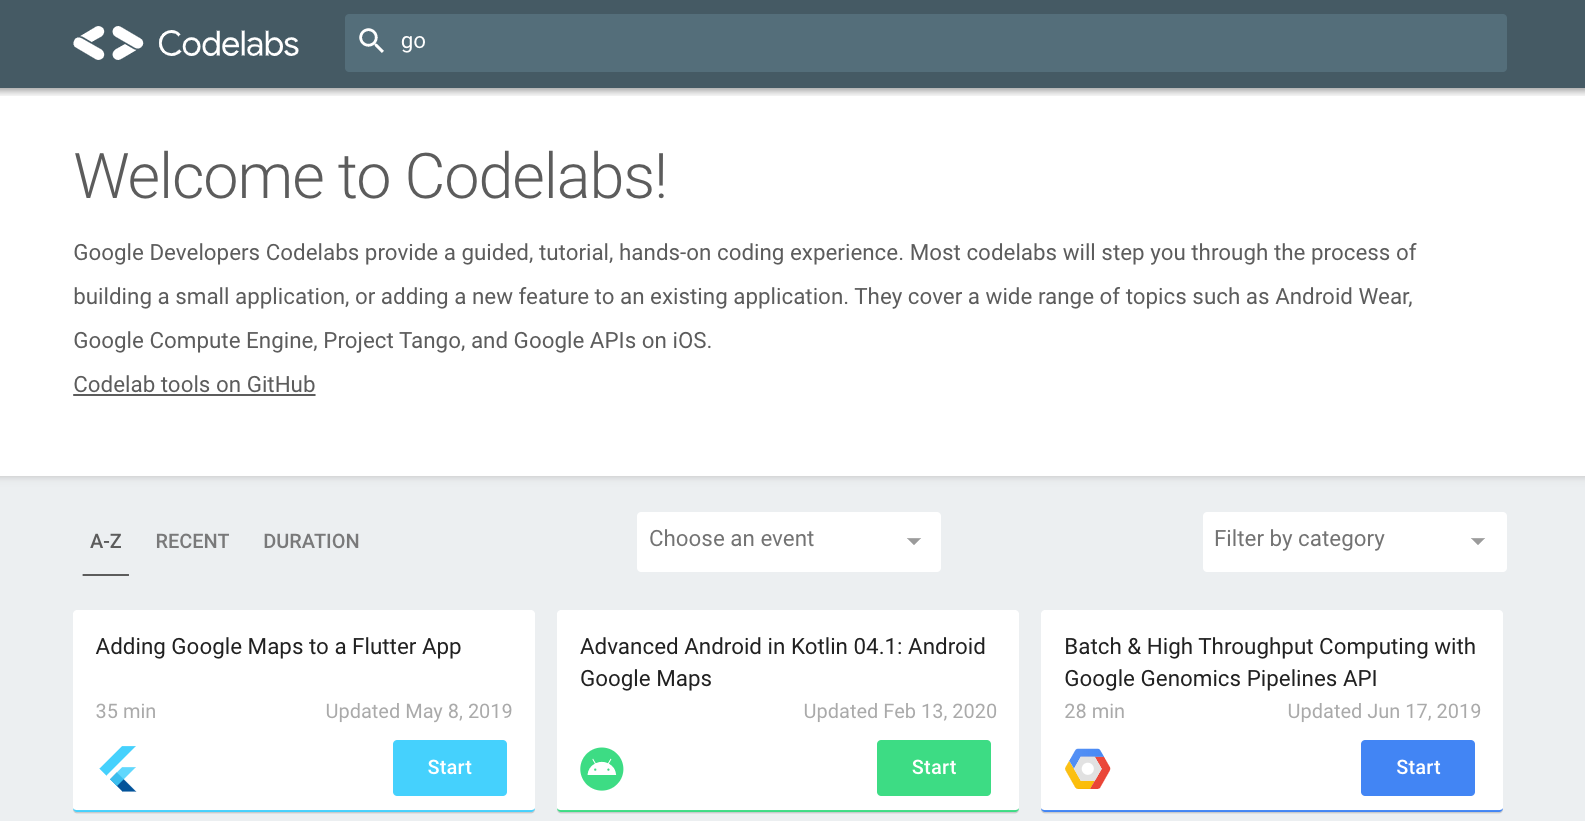 Codelabs
go
Welcome to Codelabs!
Google Developers Codelabs provide a guided, tutorial, hands-on coding experience. Most codelabs will step you through the process of
building a small application, or adding a new feature to an existing application. They cover a wide range of topics such as Android Wear,
Google Compute Engine, Project Tango, and Google APIs on iOS.
Codelab tools on GitHub
A-Z RECENT DURATION Choose an event Filter by category
Adding Google Maps to a Flutter App
35 min Updated May 8, 2019
Start
Advanced Android in Kotlin 04.1: Android
Google Maps
Updated Feb 13, 2020
Start
Batch & High Throughput Computing with
Google Genomics Pipelines API
28 min Updated Jun 17, 2019
Start